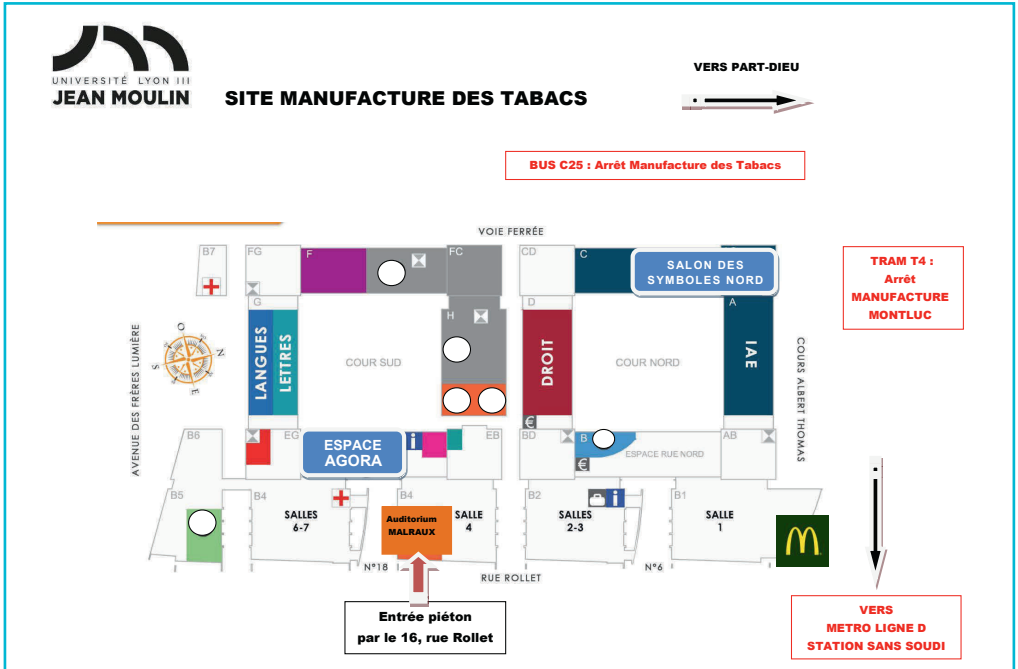 UNIVERSITÉ LYON III
JEAN MOULIN
SITE MANUFACTURE DES TABACS
VERS PART-DIEU
BUS C25 : Arrêt Manufacture des Tabacs
VOIE FERRÉE
B7
FG
F
FC
CD
C
SALON DES
SYMBOLES NORD
TRAM T4 :
Arrêt
MANUFACTURE
MONTLUC
G
H
D
A
AVENUE DES FRÈRES LUMIÈRE
O
N
S
E
LANGUES
LETTRES
COUR SUD
DROIT
COUR NORD
IAE
COURS ALBERT THOMAS
B6
EG
ESPACE
AGORA
i
EB
€
BD
B
€
ESPACE RUE NORD
AB
B5
B4
SALLES
6-7
B4
Auditorium
MALRAUX
SALLE
4
B2
SALLES
2-3
i
B1
SALLE
1
M
N°18
RUE ROLLET
N°6
Entrée piéton
par le 16, rue Rollet
VERS
METRO LIGNE D
STATION SANS SOUDI